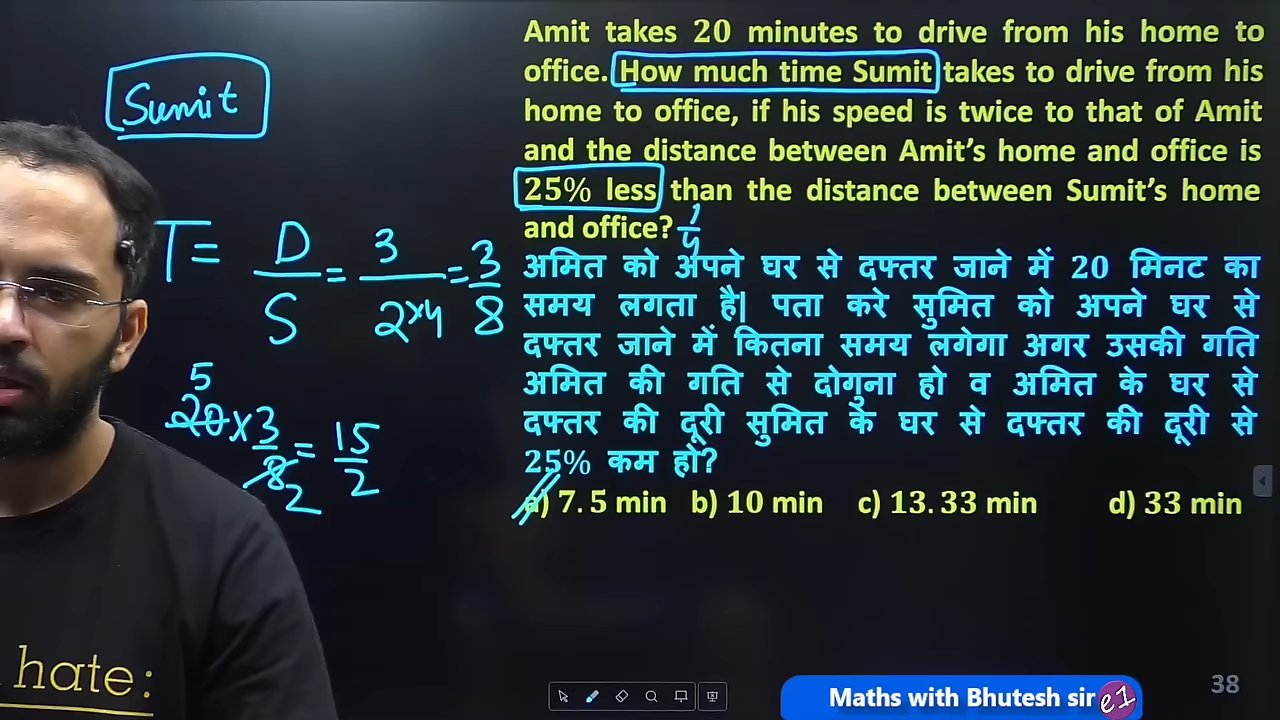 Sumit
T = D/S = 3/2×4 = 3/8
5
20 × 3/8 = 15/2
2
hate:
Amit takes 20 minutes to drive from his home to
office. How much time Sumit takes to drive from his
home to office, if his speed is twice to that of Amit
and the distance between Amit’s home and office is
25% less than the distance between Sumit’s home
and office? 1/4
अमित को अपने घर से दफ्तर जाने में 20 मिनट का
समय लगता है| पता करे सुमित को अपने घर से
दफ्तर जाने में कितना समय लगेगा अगर उसकी गति
अमित की गति से दोगुना हो व अमित के घर से
दफ्तर की दूरी सुमित के घर से दफ्तर की दूरी से
25% कम हो?
a) 7.5 min b) 10 min c) 13.33 min d) 33 min
38
Maths with Bhutesh sir e1